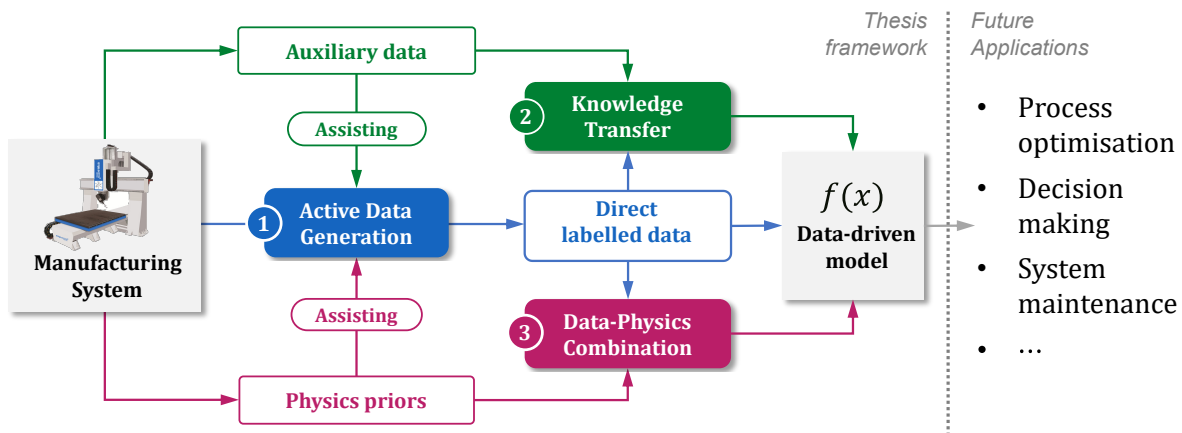 Thesis
framework
Future
Applications
Auxiliary data
Assisting
2
Knowledge
Transfer
Manufacturing
System
1
Active Data
Generation
Direct
labelled data
f(x)
Data-driven
model
Assisting
3
Data-Physics
Combination
Physics priors
• Process
optimisation
• Decision
making
• System
maintenance
• ...